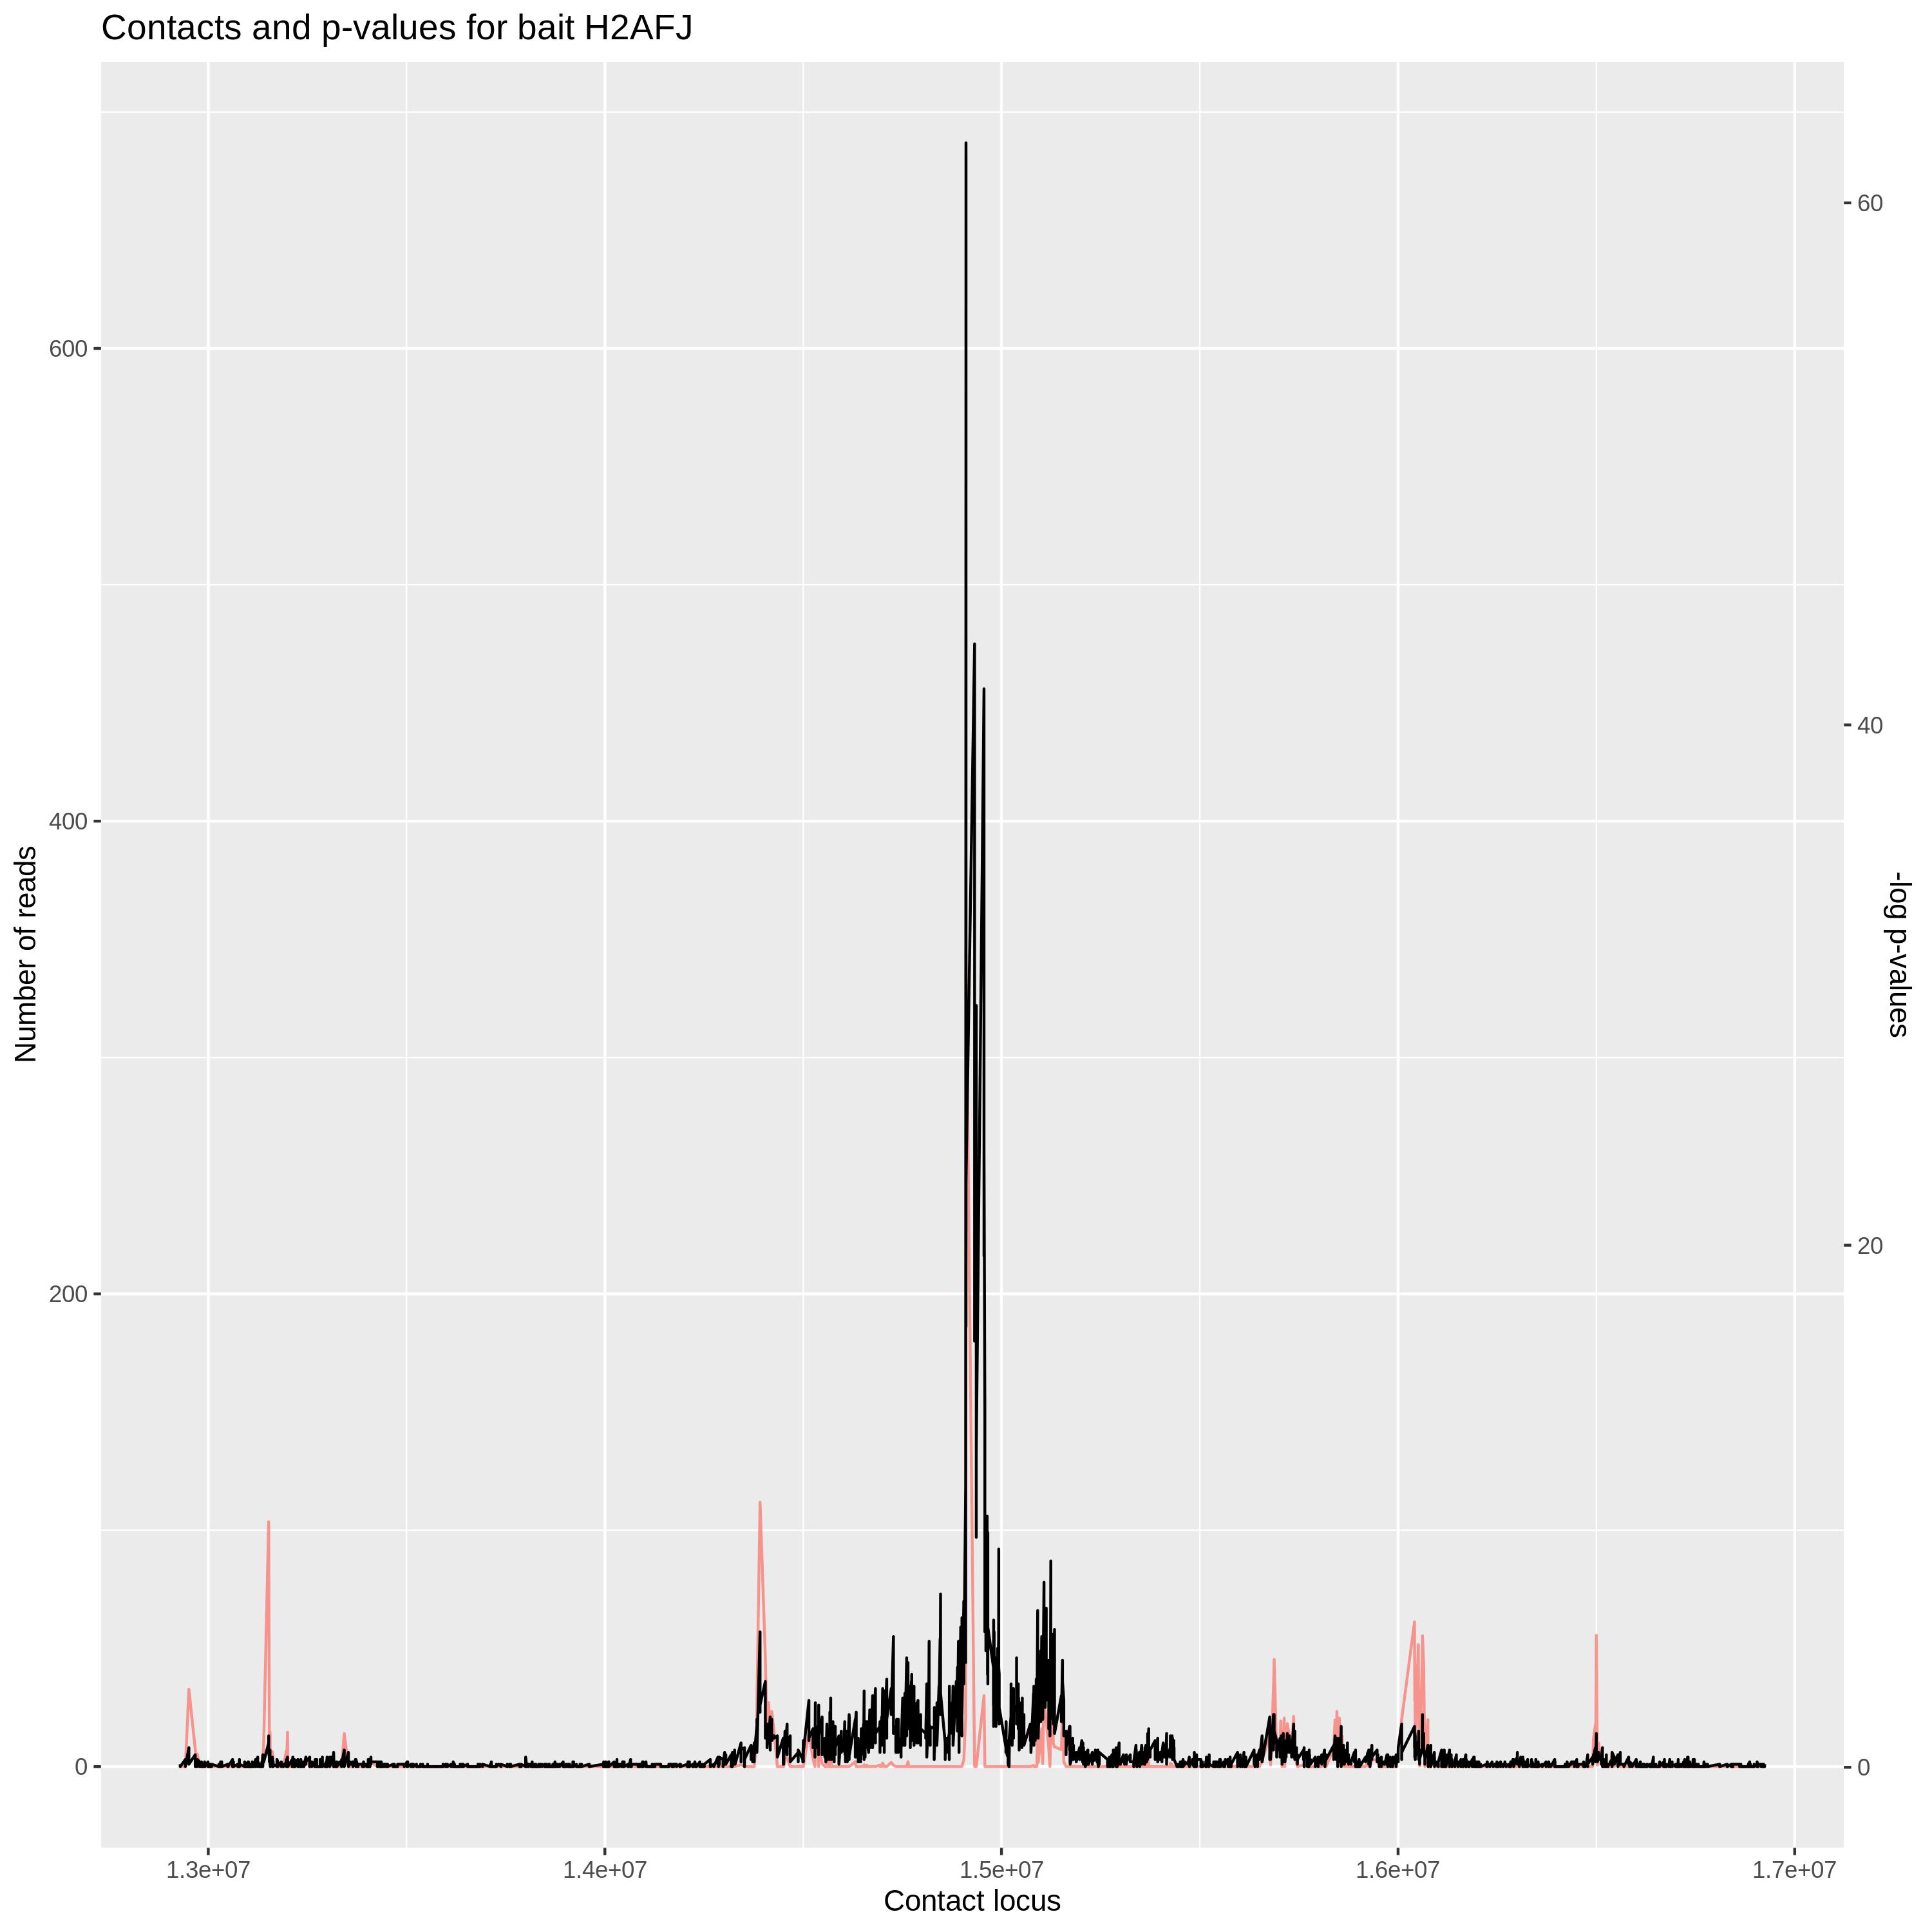 Contacts and p-values for bait H2AFJ
600
400
200
0
Number of reads
60
40
20
0
-log p-values
1.3e+07
1.4e+07
1.5e+07
1.6e+07
1.7e+07
Contact locus